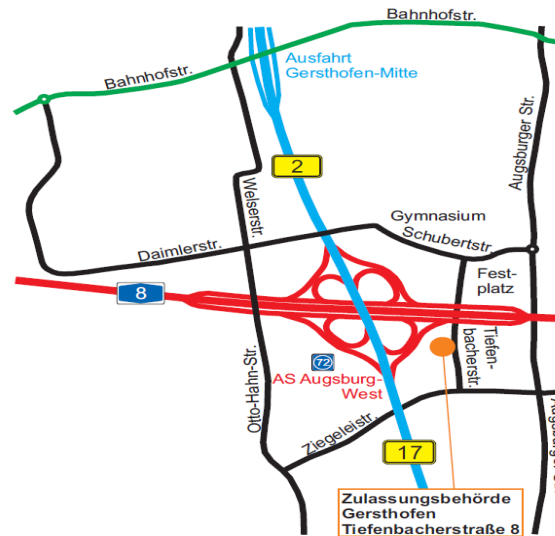 Bahnhofstr.
Ausfahrt
Gersthofen-Mitte
Bahnhofstr.
Augsburger Str.
2
Welserstr.
Gymnasium
Schubertstr.
Daimlerstr.
Fest-
platz
8
Tiefen-
bacherstr.
72
AS Augsburg-
West
Otto-Hahn-Str.
Ziegeleistr.
17
Zulassungsbehörde
Gersthofen
Tiefenbacherstraße 8